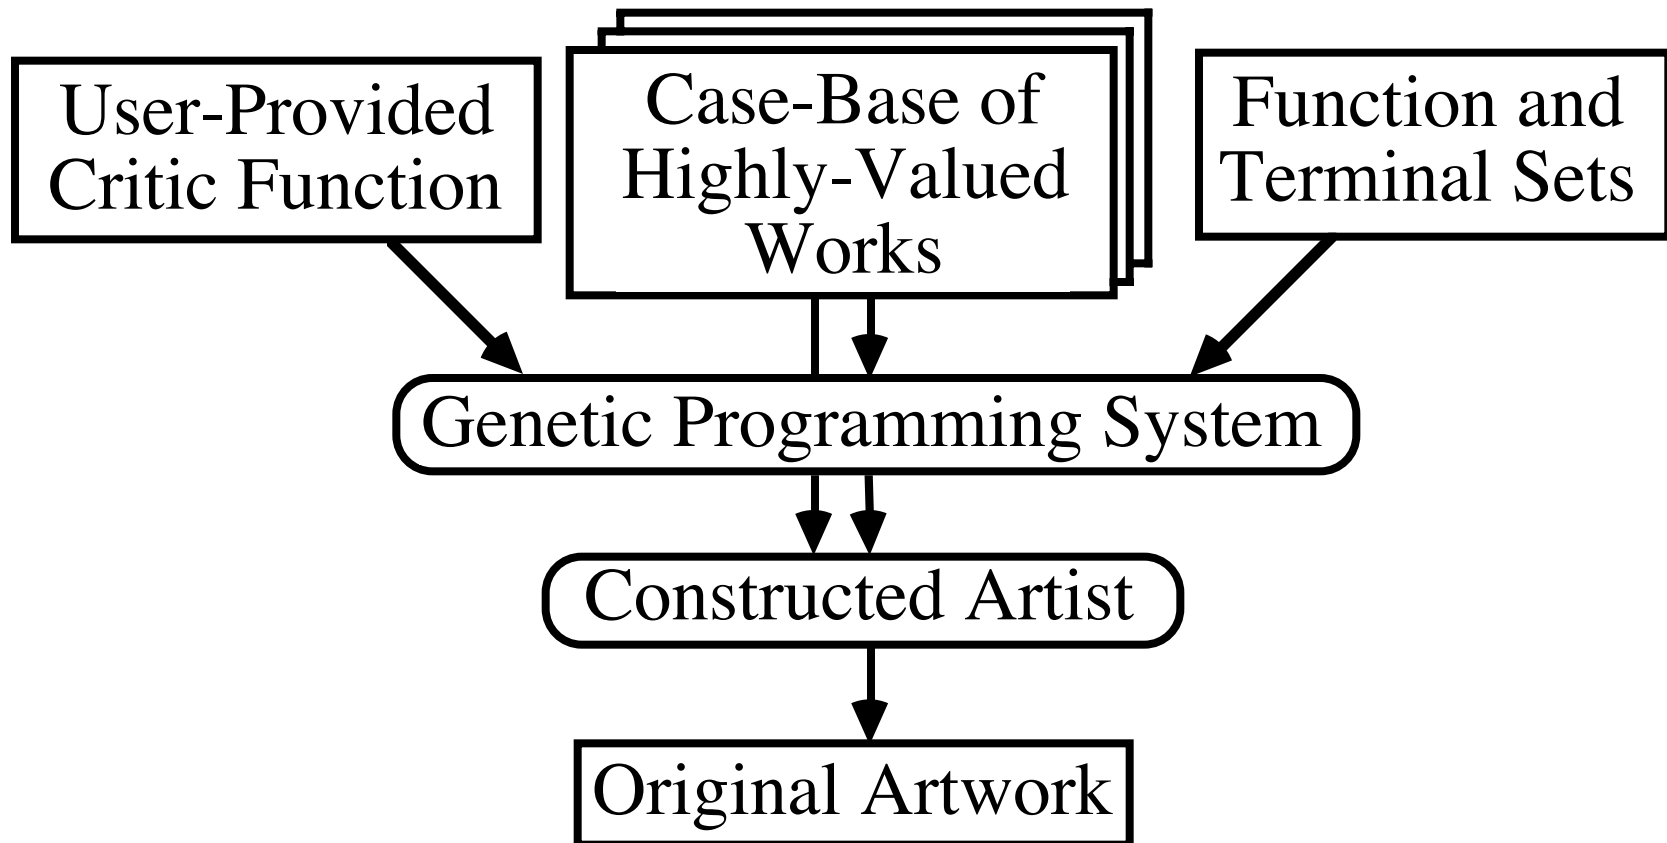 User-Provided
Critic Function
Case-Base of
Highly-Valued
Works
Function and
Terminal Sets
Genetic Programming System
Constructed Artist
Original Artwork